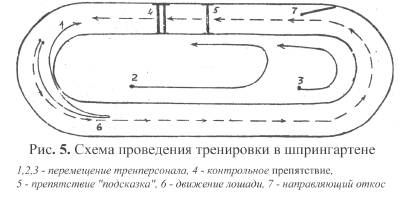 1
4
5
7
2
3
6
Рис. 5. Схема проведения тренировки в шпрингартене
1,2,3 - перемещение тренперсонала, 4 - контрольное препятствие,
5 - препятствие "подсказка", 6 - движение лошади, 7 - направляющий откос